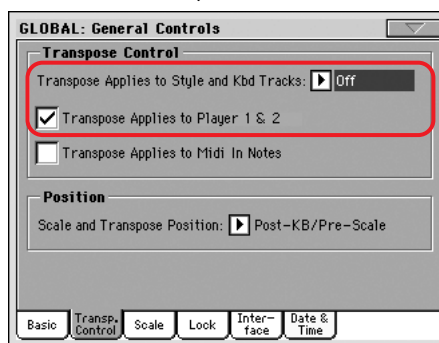 GLOBAL: General Controls
Transpose Control
Transpose Applies to Style and Kbd Tracks: Off
Transpose Applies to Player 1 & 2
Transpose Applies to Midi In Notes
Position
Scale and Transpose Position: Post-KB/Pre-Scale
Basic Transp. Control Scale Lock Inter-face Date & Time